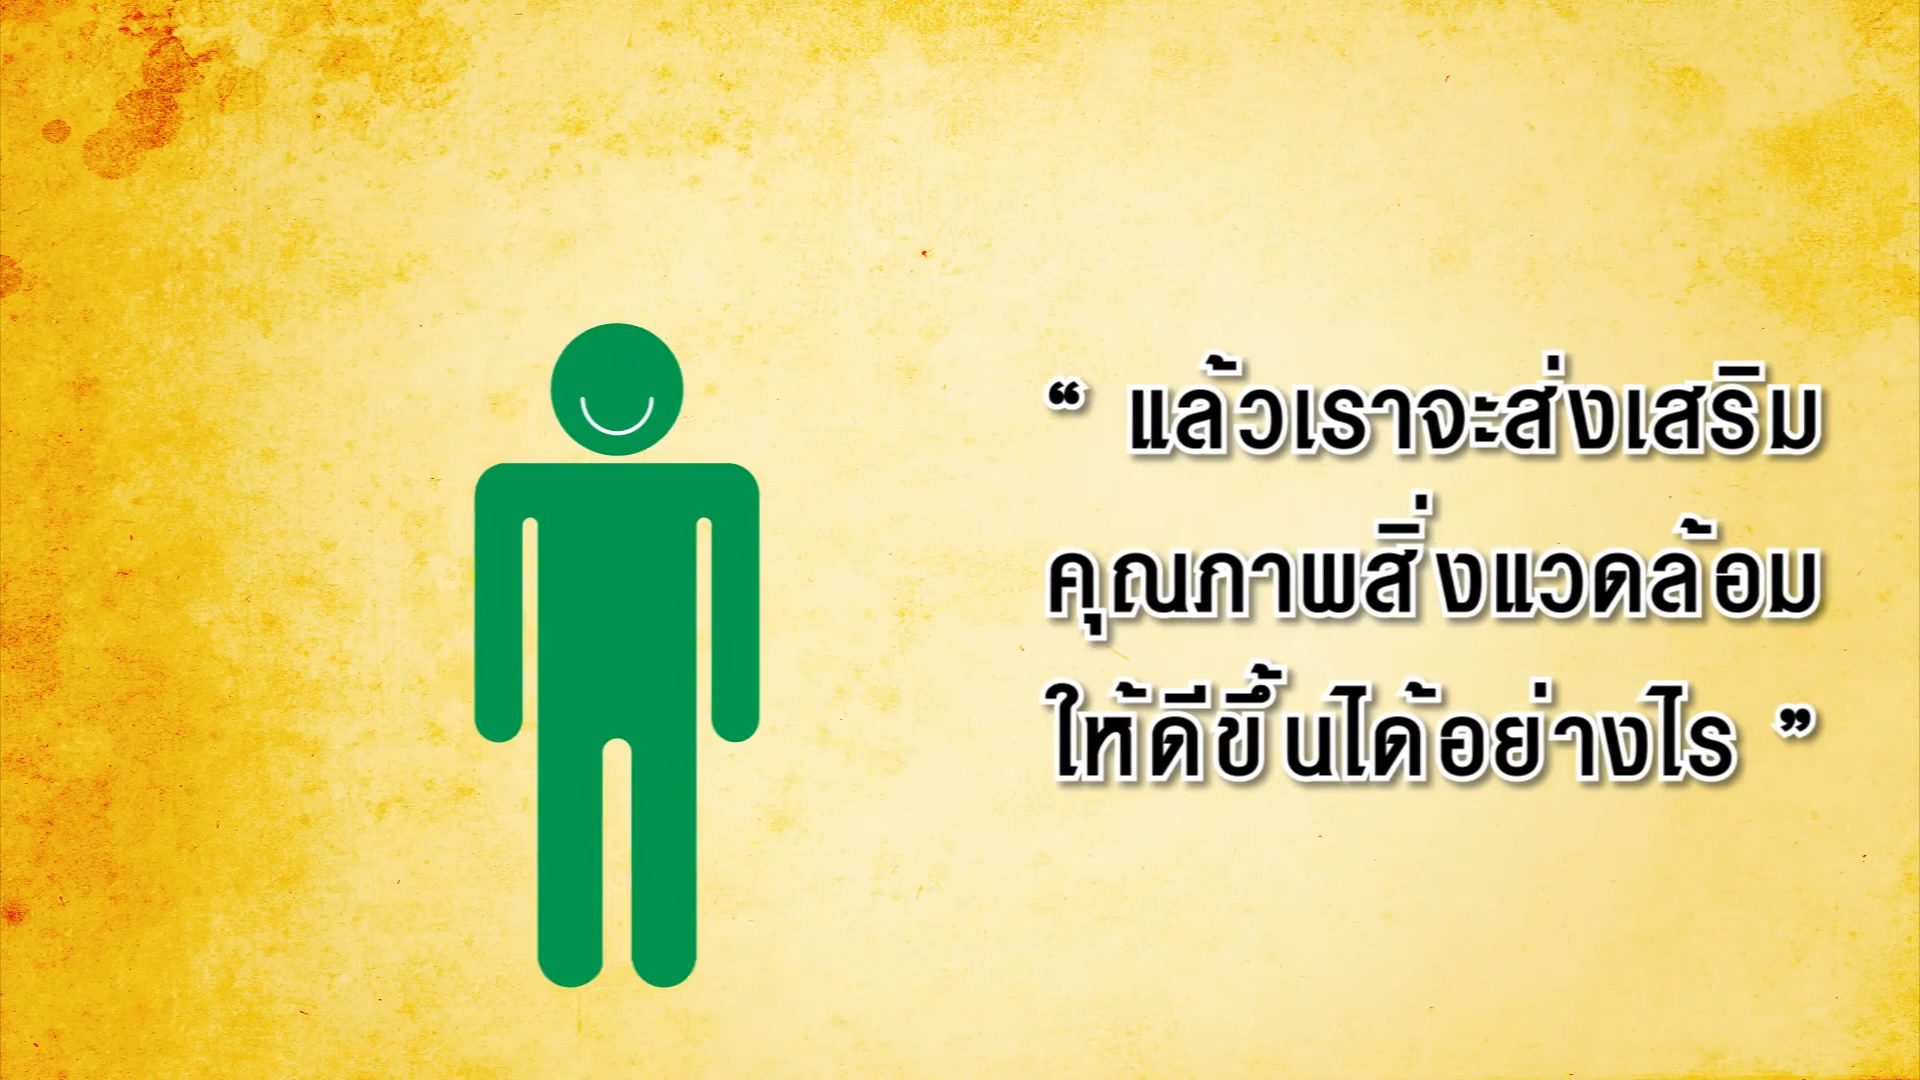 “ แล้วเราจะส่งเสริม
คุณภาพสิ่งแวดล้อม
ให้ดีขึ้นได้อย่างไร ”